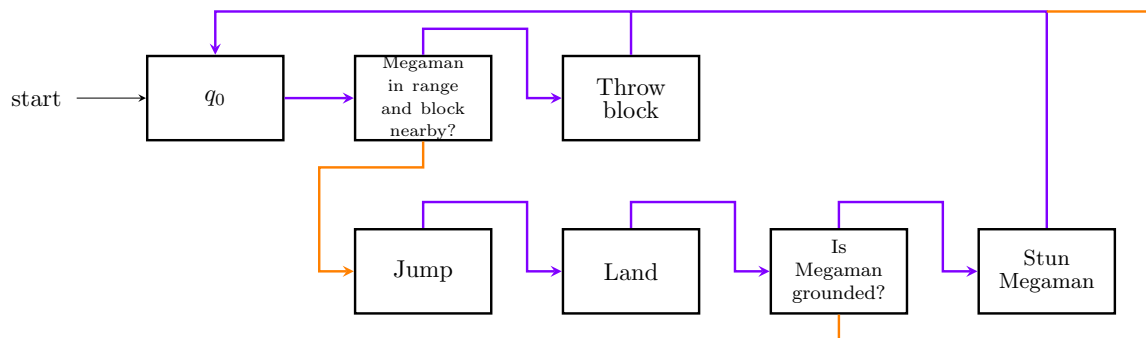 start
q0
Megaman
in range
and block
nearby?
Throw
block
Jump
Land
Is
Megaman
grounded?
Stun
Megaman